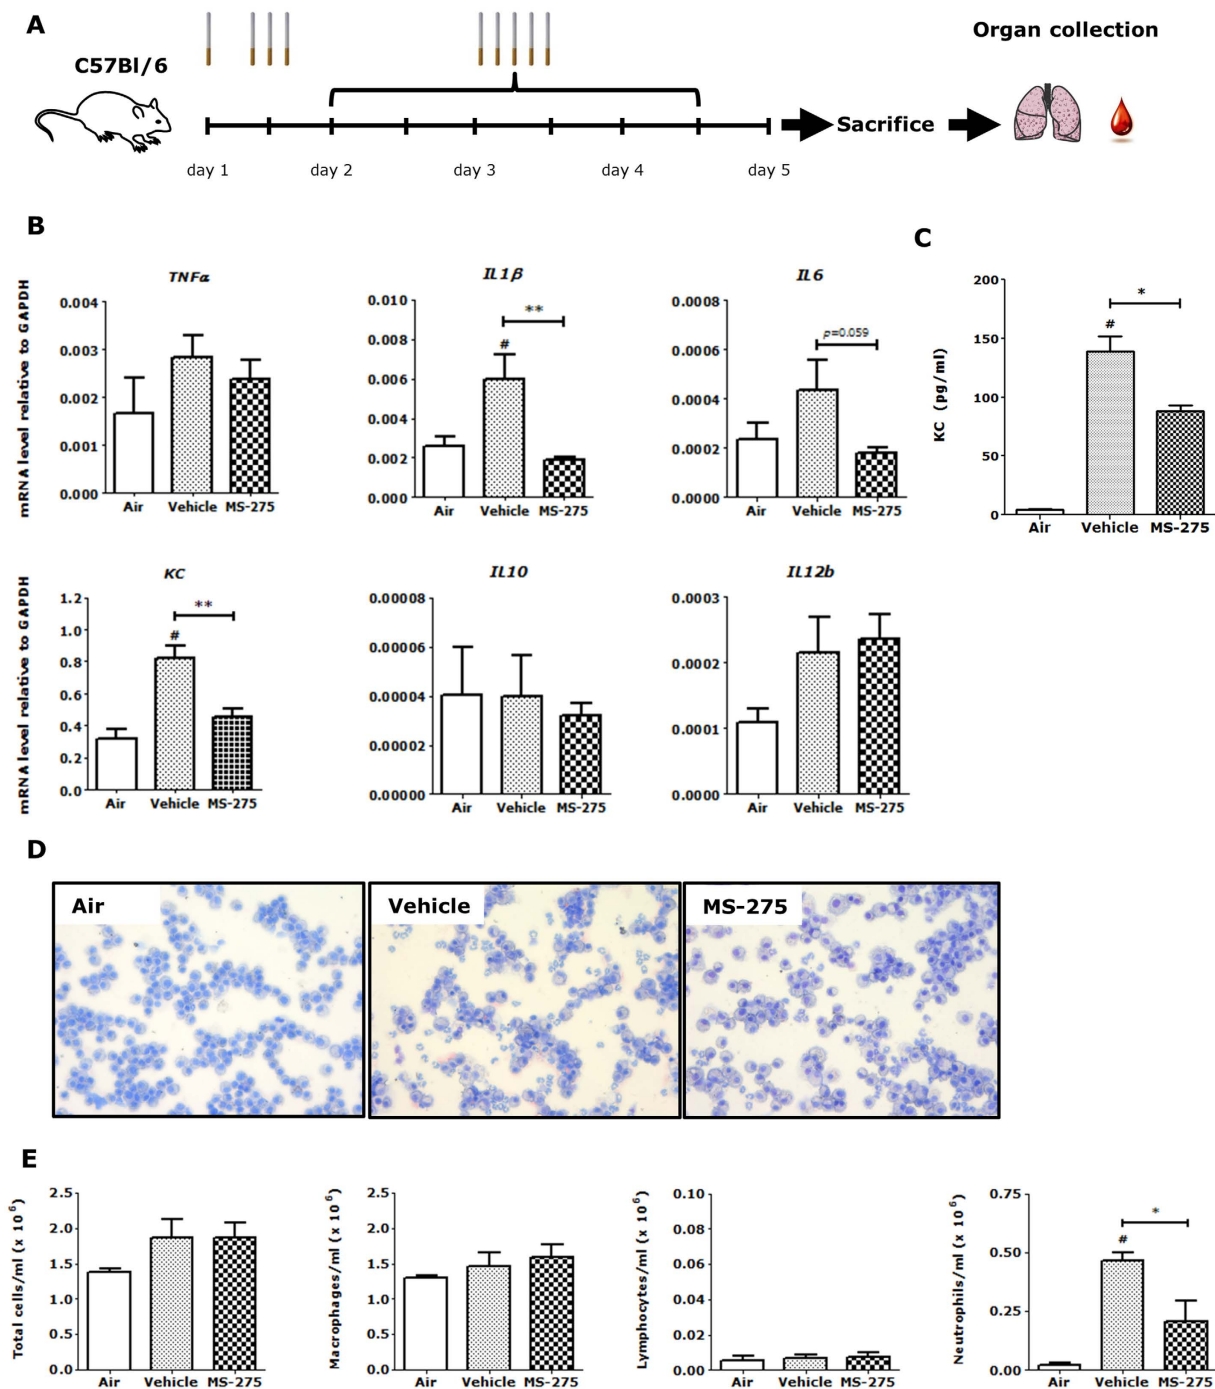 A
Organ collection
C57Bl/6
Sacrifice
day 1 day 2 day 3 day 4 day 5
B
C
TNFα
mRNA level relative to GAPDH
0.004
0.003
0.002
0.001
0.000
Air Vehicle MS-275
IL1β
0.010
0.008
0.006
0.004
0.002
0.000
**
#
Air Vehicle MS-275
IL6
0.0008
0.0006
0.0004
0.0002
0.0000
p=0.059
Air Vehicle MS-275
KC (pg/ml)
200
150
100
50
0
*
#
Air Vehicle MS-275
KC
mRNA level relative to GAPDH
1.2
1.0
0.8
0.6
0.4
0.2
0.0
**
#
Air Vehicle MS-275
IL10
0.00008
0.00006
0.00004
0.00002
0.00000
Air Vehicle MS-275
IL12b
0.0003
0.0002
0.0001
0.0000
Air Vehicle MS-275
D
Air
Vehicle
MS-275
E
Total cells/ml (x 10⁶)
2.5
2.0
1.5
1.0
0.5
0.0
Air Vehicle MS-275
Macrophages/ml (x 10⁶)
2.5
2.0
1.5
1.0
0.5
0.0
Air Vehicle MS-275
Lymphocytes/ml (x 10⁶)
0.10
0.08
0.06
0.04
0.02
0.00
Air Vehicle MS-275
Neutrophils/ml (x 10⁶)
0.75
0.50
0.25
0.00
*
#
Air Vehicle MS-275